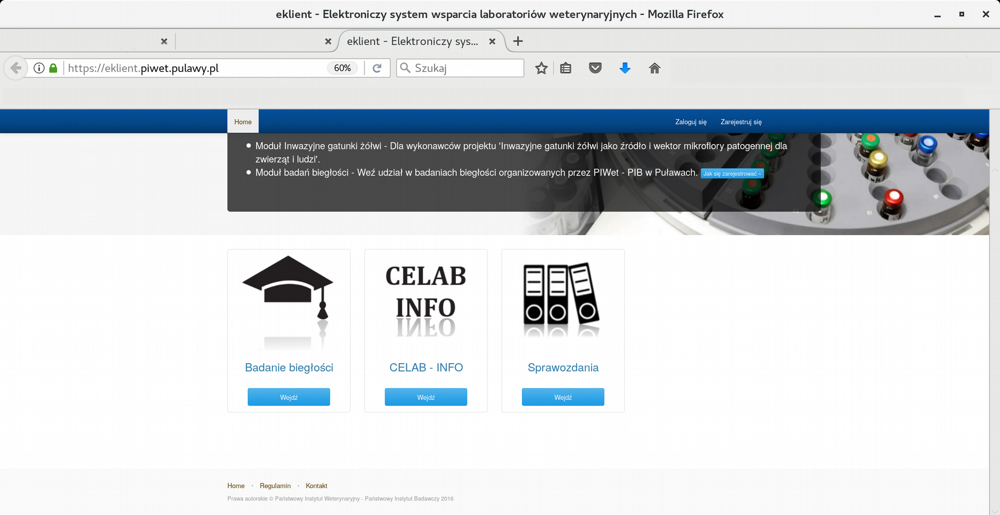 eklient - Elektroniczy system wsparcia laboratoriów weterynaryjnych - Mozilla Firefox
eklient - Elektroniczy sys...
https://eklient.piwet.pulawy.pl
60%
Szukaj
Home
Zaloguj się
Zarejestruj się
Moduł Inwazyjne gatunki żółwi - Dla wykonawców projektu 'Inwazyjne gatunki żółwi jako źródło i wektor mikroflory patogennej dla
zwierząt i ludzi'.
Moduł badań biegłości - Weź udział w badaniach biegłości organizowanych przez PIWet - PIB w Puławach. Jak się zarejestrować »
CELAB
INFO
Badanie biegłości
CELAB - INFO
Sprawozdania
Wejdź
Wejdź
Wejdź
Home · Regulamin · Kontakt
Prawa autorskie © Państwowy Instytut Weterynaryjny - Państwowy Instytut Badawczy 2016